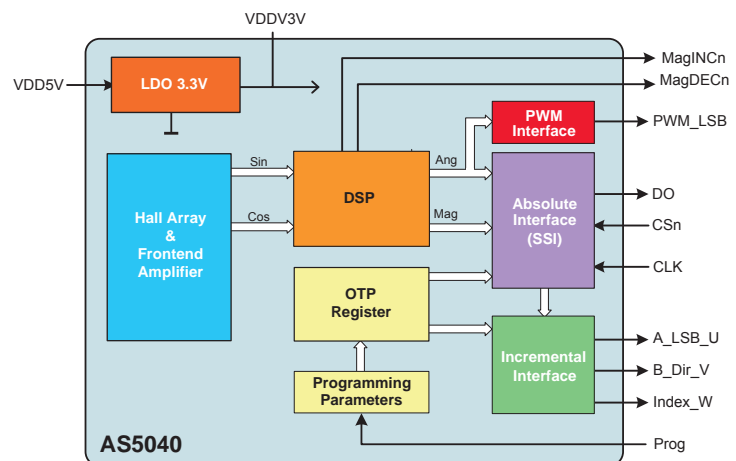 VDDV3V
VDD5V
LDO 3.3V
MagINCn
MagDECn
PWM
Interface
PWM_LSB
Sin
Cos
Hall Array
&
Frontend
Amplifier
DSP
Ang
Mag
Absolute
Interface
(SSI)
DO
CSn
CLK
OTP
Register
Programming
Parameters
Incremental
Interface
A_LSB_U
B_Dir_V
Index_W
Prog
AS5040